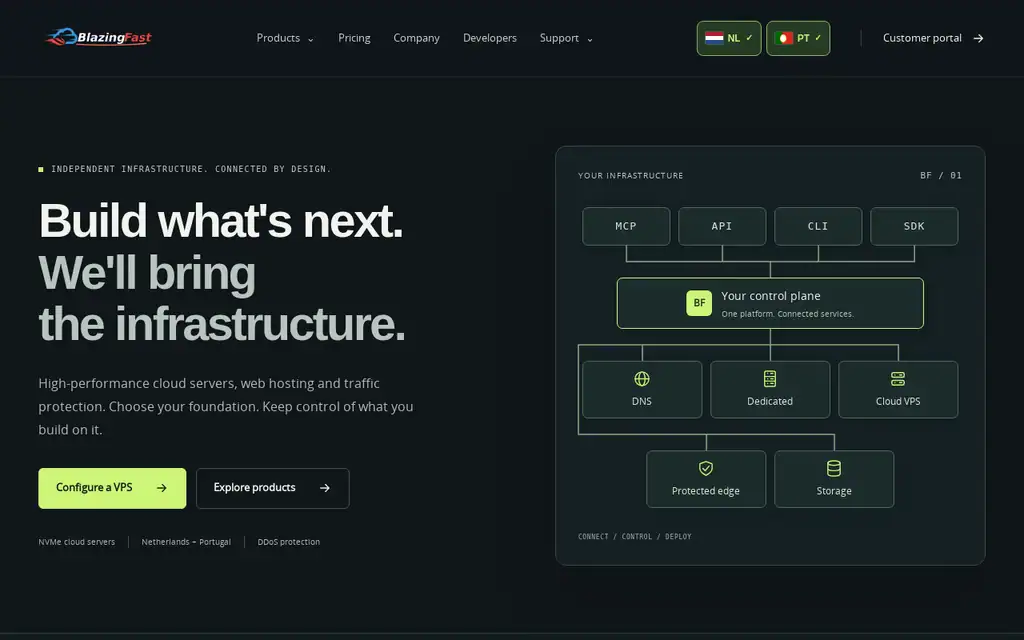 BlazingFast
Products
Pricing
Company
Developers
Support
NL ✓
PT ✓
Customer portal →
INDEPENDENT INFRASTRUCTURE. CONNECTED BY DESIGN.
Build what's next.
We'll bring
the infrastructure.
High-performance cloud servers, web hosting and traffic
protection. Choose your foundation. Keep control of what you
build on it.
Configure a VPS →
Explore products →
NVMe cloud servers
Netherlands – Portugal
DDoS protection
YOUR INFRASTRUCTURE
BF / 01
MCP
API
CLI
SDK
BF
Your control plane
One platform. Connected services.
DNS
Dedicated
Cloud VPS
Protected edge
Storage
CONNECT / CONTROL / DEPLOY